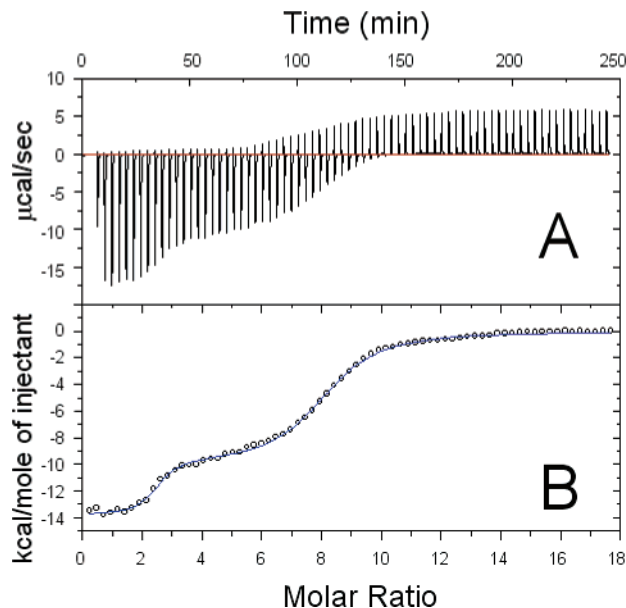 Time (min)
0 50 100 150 200 250
10
5
0
-5
-10
-15
µcal/sec
A
0
-2
-4
-6
-8
-10
-12
-14
kcal/mole of injectant
B
0 2 4 6 8 10 12 14 16 18
Molar Ratio